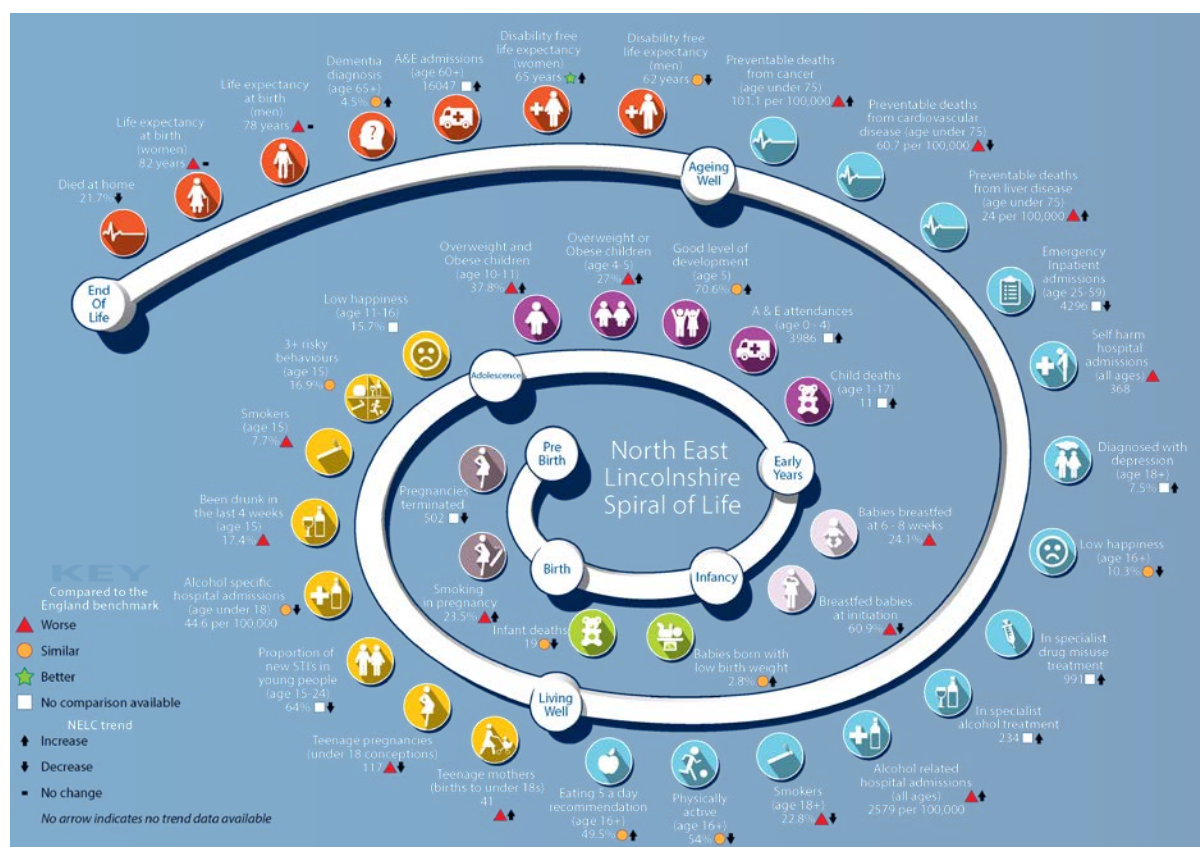 Died at home
21.7%
Life expectancy
at birth
(women)
82 years
Life expectancy
at birth
(men)
78 years
Dementia
diagnosis
(age 65+)
4.5%
A&E admissions
(age 60+)
16047
Disability free
life expectancy
(women)
65 years
Disability free
life expectancy
(men)
62 years
Preventable deaths
from cancer
(age under 75)
101.1 per 100,000
Preventable deaths
from cardiovascular
disease (age under 75)
60.7 per 100,000
Preventable deaths
from liver disease
(age under 75)
24 per 100,000
Emergency
Inpatient
admissions
(age 25-59)
4296
Self harm
hospital
admissions
(all ages)
368
Diagnosed with
depression
(age 18+)
7.5%
Low happiness
(age 16+)
10.3%
In specialist
drug misuse
treatment
991
In specialist
alcohol treatment
234
Alcohol related
hospital admissions
(all ages)
2579 per 100,000
Smokers
(age 18+)
22.8%
Physically
active
(age 16+)
54%
Eating 5 a day
recommendation
(age 16+)
49.5%
Teenage mothers
(births to under 18s)
41
Teenage pregnancies
(under 18 conceptions)
117
Proportion of
new STI's in
young people
(age 15-24)
64%
Alcohol specific
hospital admissions
(age under 18)
44.6 per 100,000
Been drunk in
the last 4 weeks
(age 15)
17.4%
Smokers
(age 15)
7.7%
3+ risky
behaviours
(age 15)
16.9%
Low happiness
(age 11-16)
15.7%
Overweight and
Obese children
(age 10-11)
37.8%
Overweight or
Obese children
(age 4-5)
27%
Good level of
development
(age 5)
70.6%
A & E attendances
(age 0 - 4)
3986
Child deaths
(age 1-17)
11
Babies breastfed
at 6 - 8 weeks
24.1%
Breastfed babies
at initiation
60.9%
Babies born with
low birth weight
2.8%
Infant deaths
19
Smoking
in pregnancy
23.5%
Pregnancies
terminated
502
End
Of
Life
Ageing
Well
Adolescence
Pre
Birth
Early
Years
Birth
Infancy
Living
Well
North East
Lincolnshire
Spiral of Life
KEY
Compared to the
England benchmark
Worse
Similar
Better
No comparison available
NELC trend
Increase
Decrease
No change
No arrow indicates no trend data available